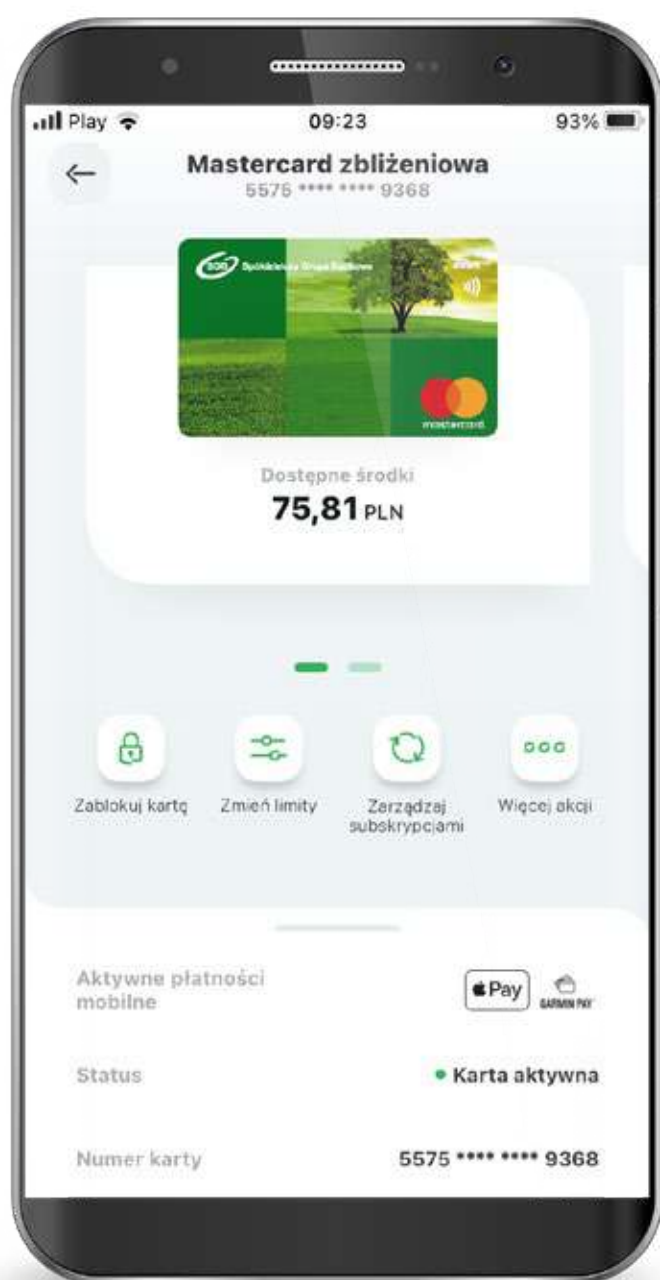 Play 09:23 93%
Mastercard zbliżeniowa
5575 **** **** 9368
SGB Spółdzielcza Grupa Bankowa
mastercard
Dostępne środki
75,81 PLN
Zablokuj kartę
Zmień limity
Zarządzaj
subskrypcjami
Więcej akcji
Aktywne płatności
mobilne
Pay
GARMIN PAY
Status
Karta aktywna
Numer karty
5575 **** **** 9368